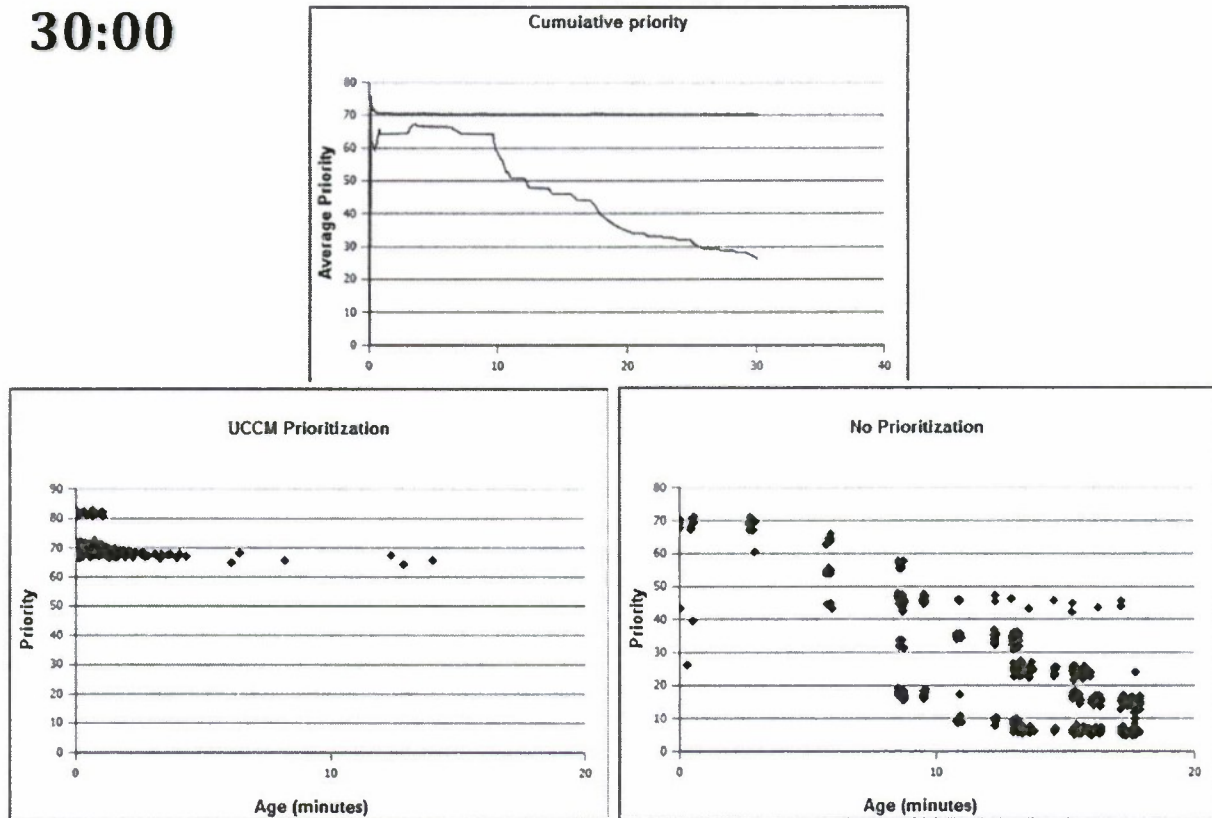 30:00
Cumulative priority
Average Priority
80
70
60
50
40
30
20
10
0
0 10 20 30 40
UCCM Prioritization
Priority
90
80
70
60
50
40
30
20
10
0
0 10 20
Age (minutes)
No Prioritization
Priority
80
70
60
50
40
30
20
10
0
0 10 20
Age (minutes)